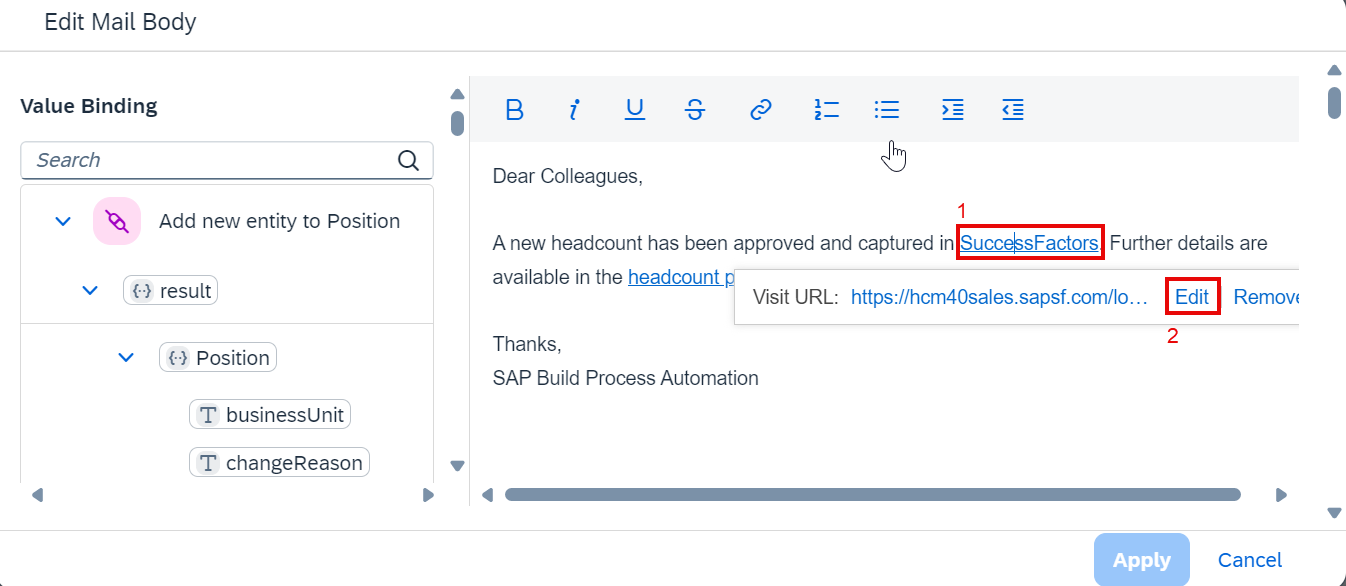 Edit Mail Body
Value Binding
Search
Add new entity to Position
result
Position
businessUnit
changeReason
B i U S
Dear Colleagues,
1
A new headcount has been approved and captured in SuccessFactors. Further details are
available in the headcount p
Visit URL: https://hcm40sales.sapsf.com/lo… Edit Remove
2
Thanks,
SAP Build Process Automation
Apply Cancel